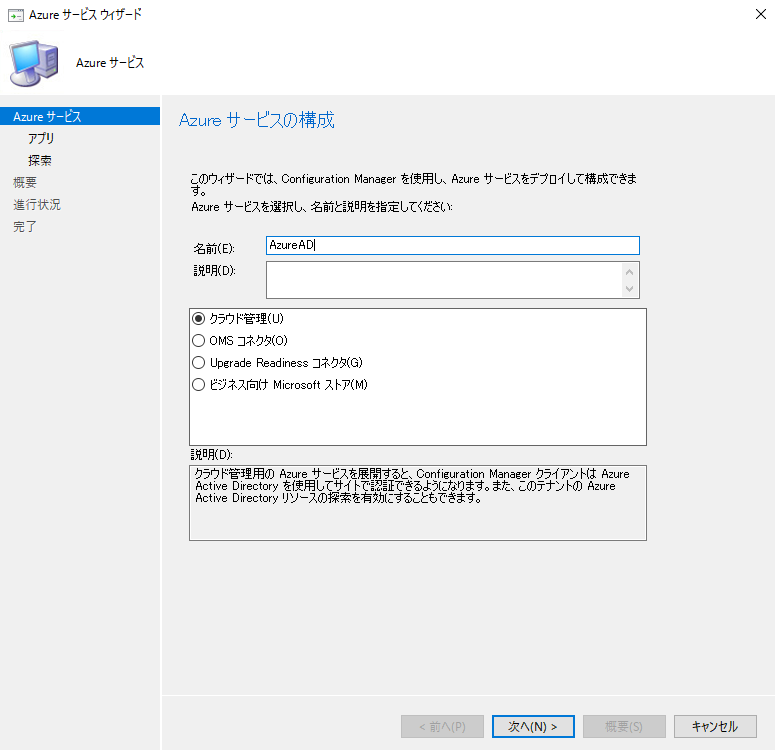 Azure サービス ウィザード
Azure サービス
Azure サービス
アプリ
探索
概要
進行状況
完了
Azure サービスの構成
このウィザードでは、Configuration Manager を使用し、Azure サービスをデプロイして構成できま
す。
Azure サービスを選択し、名前と説明を指定してください:
名前(E):
AzureAD
説明(D):
クラウド管理(U)
OMS コネクタ(O)
Upgrade Readiness コネクタ(G)
ビジネス向け Microsoft ストア(M)
説明(D):
クラウド管理用の Azure サービスを展開すると、Configuration Manager クライアントは Azure
Active Directory を使用してサイトで認証できるようになります。また、このテナントの Azure
Active Directory リソースの探索を有効にすることもできます。
< 前へ(P)
次へ(N) >
概要(S)
キャンセル